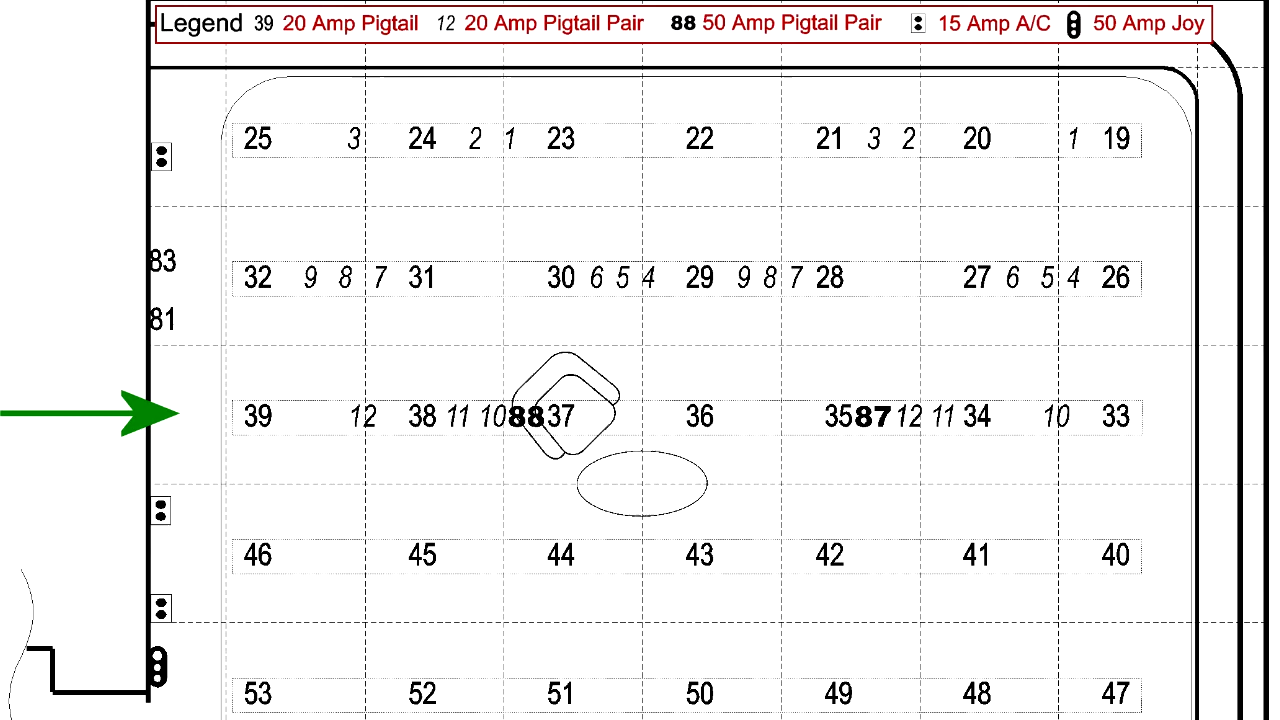 Legend 39 20 Amp Pigtail 12 20 Amp Pigtail Pair 88 50 Amp Pigtail Pair 15 Amp A/C 50 Amp Joy
25 3 24 2 1 23 22 21 3 2 20 1 19
83
32 9 8 7 31 30 6 5 4 29 9 8 7 28 27 6 5 4 26
81
39 12 38 11 10 88 37 36 35 87 12 11 34 10 33
46 45 44 43 42 41 40
53 52 51 50 49 48 47